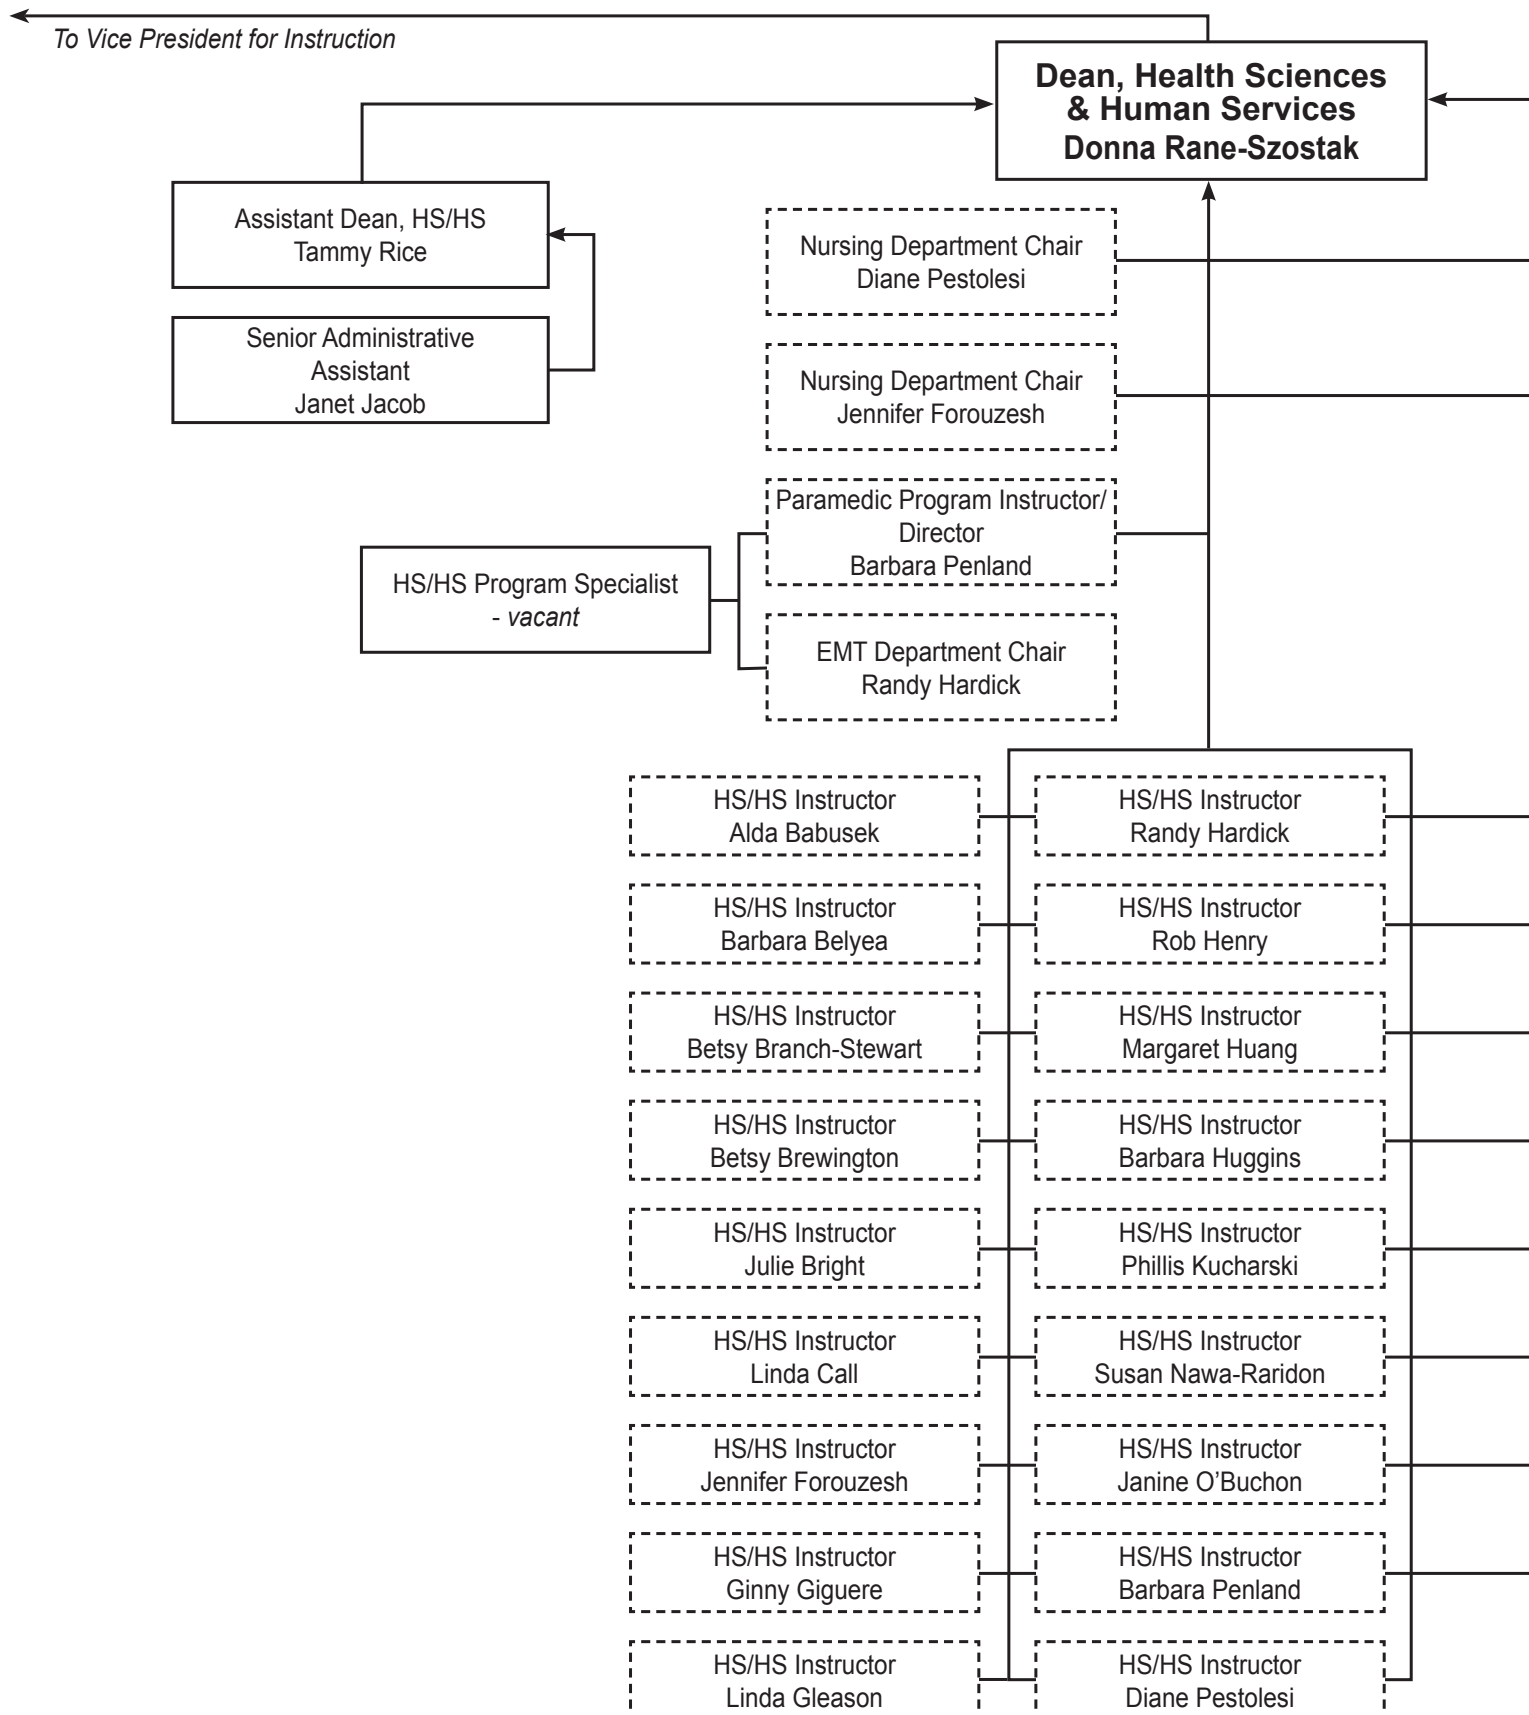 To Vice President for Instruction
Dean, Health Sciences
& Human Services
Donna Rane-Szostak
Assistant Dean, HS/HS
Tammy Rice
Senior Administrative
Assistant
Janet Jacob
Nursing Department Chair
Diane Pestolesi
Nursing Department Chair
Jennifer Forouzesh
Paramedic Program Instructor/
Director
Barbara Penland
HS/HS Program Specialist
- vacant
EMT Department Chair
Randy Hardick
HS/HS Instructor
Alda Babusek
HS/HS Instructor
Randy Hardick
HS/HS Instructor
Barbara Belyea
HS/HS Instructor
Rob Henry
HS/HS Instructor
Betsy Branch-Stewart
HS/HS Instructor
Margaret Huang
HS/HS Instructor
Betsy Brewington
HS/HS Instructor
Barbara Huggins
HS/HS Instructor
Julie Bright
HS/HS Instructor
Phillis Kucharski
HS/HS Instructor
Linda Call
HS/HS Instructor
Susan Nawa-Raridon
HS/HS Instructor
Jennifer Forouzesh
HS/HS Instructor
Janine O’Buchon
HS/HS Instructor
Ginny Giguere
HS/HS Instructor
Barbara Penland
HS/HS Instructor
Linda Gleason
HS/HS Instructor
Diane Pestolesi